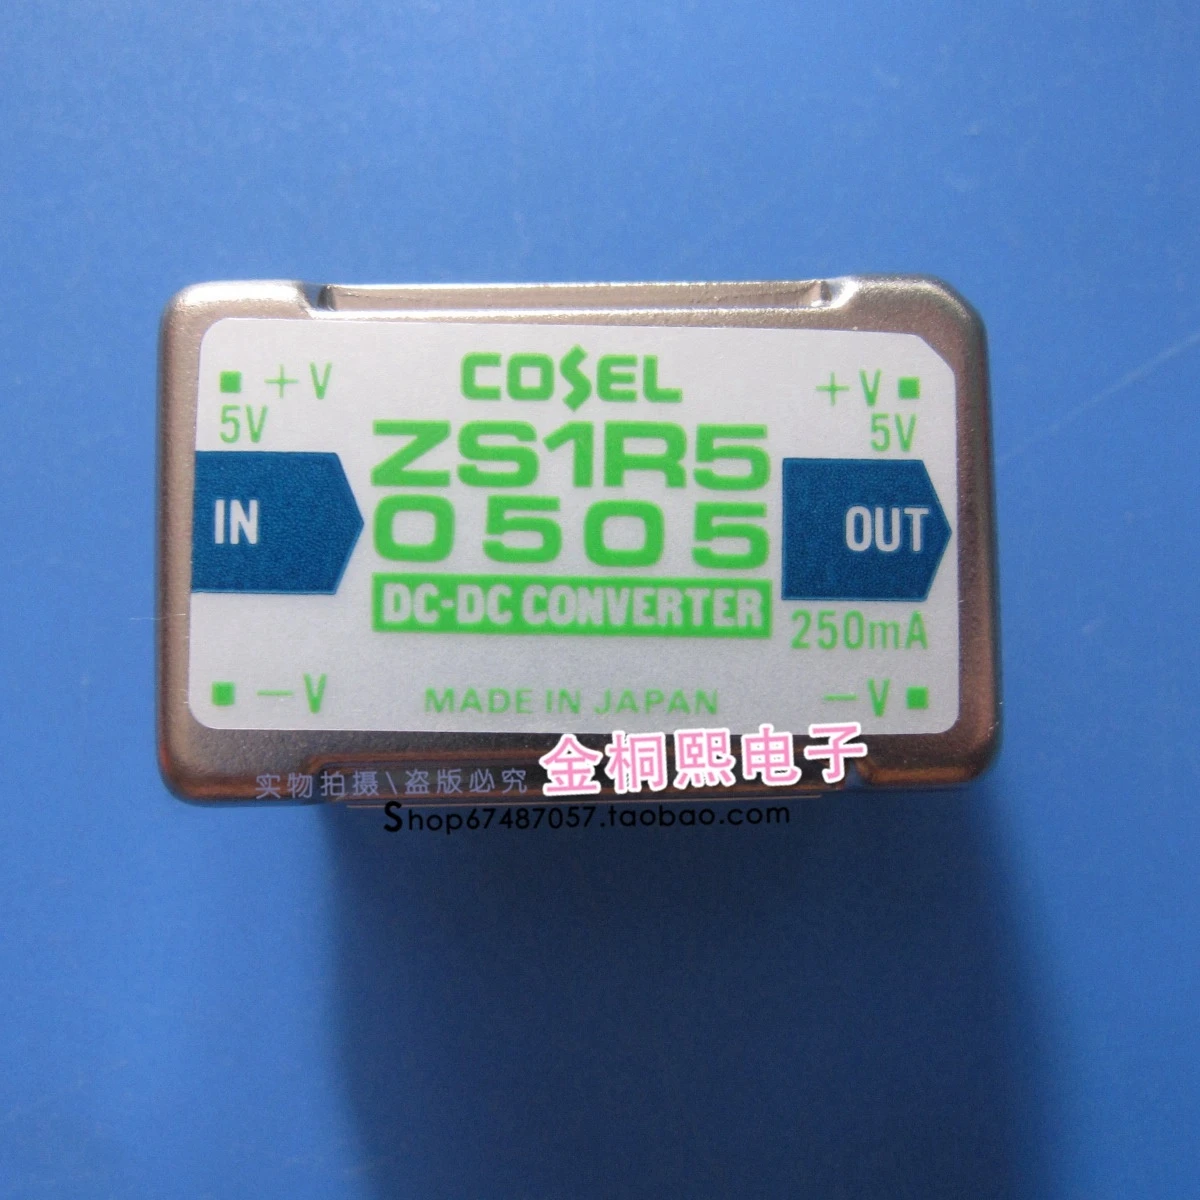 COSEL
+V
5V
ZS1R5
0505
+V
5V
IN
OUT
DC-DC CONVERTER
250mA
-V
MADE IN JAPAN
-V
实物拍摄\盗版必究
金桐熙电子
Shop67487057.taobao.com